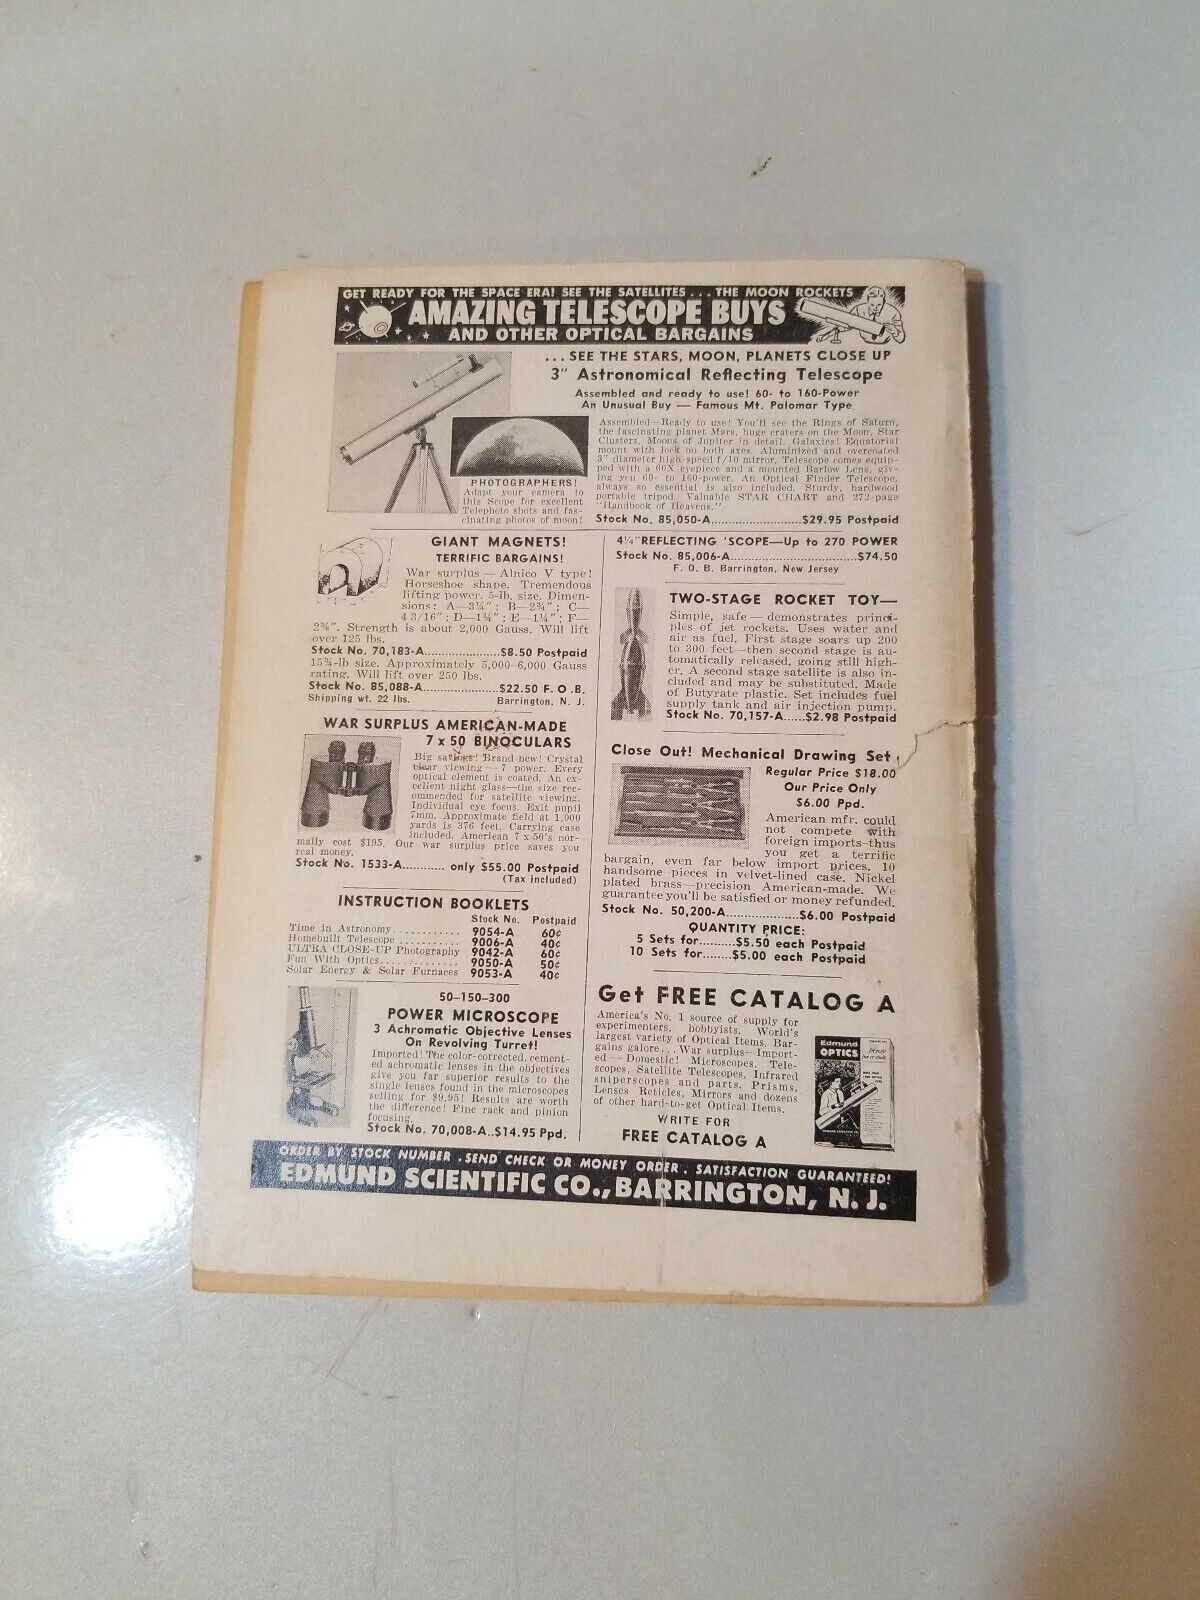 GET READY FOR THE SPACE ERA! SEE THE SATELLITES . . . THE MOON ROCKETS
AMAZING TELESCOPE BUYS
AND OTHER OPTICAL BARGAINS
. . . SEE THE STARS, MOON, PLANETS CLOSE UP
3" Astronomical Reflecting Telescope
Assembled and ready to use! 60- to 160-Power
An Unusual Buy — Famous Mt. Palomar Type
Assembled—Ready to use! You'll see the Rings of Saturn,
the fascinating planet Mars, huge craters on the Moon, Star
Clusters, Moons of Jupiter in detail. Galaxies! Equatorial
mount with lock on both axes. Aluminized and overcoated
3" diameter high-speed f/10 mirror. Telescope comes equip-
ped with a 60X eyepiece and a mounted Barlow Lens, giv-
ing you 60- to 160-power. An Optical Finder Telescope,
always so essential is also included. Sturdy, hardwood
portable tripod. Valuable STAR CHART and 272-page
"Handbook of Heavens."
Stock No. 85,050-A......................$29.95 Postpaid
PHOTOGRAPHERS!
Adapt your camera to
this Scope for excellent
Telephoto shots and fas-
cinating photos of moon!
GIANT MAGNETS!
TERRIFIC BARGAINS!
War surplus — Alnico V type!
Horseshoe shape. Tremendous
lifting power. 5-lb. size. Dimen-
sions: A—3¼"; B—2¾"; C—
4 3/16"; D—1¼"; E—1¼"; F—
2⅝". Strength is about 2,000 Gauss. Will lift
over 125 lbs.
Stock No. 70,183-A......................$8.50 Postpaid
15¾-lb size. Approximately 5,000-6,000 Gauss
rating. Will lift over 250 lbs.
Stock No. 85,088-A......................$22.50 F. O .B.
Shipping wt. 22 lbs. Barrington, N. J.
WAR SURPLUS AMERICAN-MADE
7 x 50 BINOCULARS
Big savings! Brand new! Crystal
clear viewing — 7 power. Every
optical element is coated. An ex-
cellent night glass—the size rec-
ommended for satellite viewing.
Individual eye focus. Exit pupil
7mm. Approximate field at 1,000
yards is 376 feet. Carrying case
included. American 7 x 50's nor-
mally cost $195. Our war surplus price saves you
real money.
Stock No. 1533-A............ only $55.00 Postpaid
(Tax included)
INSTRUCTION BOOKLETS
Stock No. Postpaid
Time in Astronomy ........... 9054-A 60¢
Homebuilt Telescope .......... 9006-A 40¢
ULTRA CLOSE-UP Photography 9042-A 60¢
Fun With Optics.............. 9050-A 50¢
Solar Energy & Solar Furnaces 9053-A 40¢
50-150-300
POWER MICROSCOPE
3 Achromatic Objective Lenses
On Revolving Turret!
Imported! The color-corrected, cement-
ed achromatic lenses in the objectives
give you far superior results to the
single lenses found in the microscopes
selling for $9.95! Results are worth
the difference! Fine rack and pinion
focusing.
Stock No. 70,008-A..$14.95 Ppd.
4¼" REFLECTING 'SCOPE—Up to 270 POWER
Stock No. 85,006-A......................$74.50
F. O. B. Barrington, New Jersey
TWO-STAGE ROCKET TOY—
Simple, safe — demonstrates princi-
ples of jet rockets. Uses water and
air as fuel. First stage soars up 200
to 300 feet—then second stage is au-
tomatically released, going still high-
er. A second stage satellite is also in-
cluded and may be substituted. Made
of Butyrate plastic. Set includes fuel
supply tank and air injection pump.
Stock No. 70,157-A.....$2.98 Postpaid
Close Out! Mechanical Drawing Set
Regular Price $18.00
Our Price Only
$6.00 Ppd.
American mfr. could
not compete with
foreign imports—thus
you get a terrific
bargain, even far below import prices. 10
handsome pieces in velvet-lined case. Nickel
plated brass—precision American-made. We
guarantee you'll be satisfied or money refunded.
Stock No. 50,200-A..................$6.00 Postpaid
QUANTITY PRICE:
5 Sets for.........$5.50 each Postpaid
10 Sets for.......$5.00 each Postpaid
Get FREE CATALOG A
America's No. 1 source of supply for
experimenters, hobbyists. World's
largest variety of Optical Items. Bar-
gains galore . . . War surplus—Import-
ed — Domestic! Microscopes, Tele-
scopes, Satellite Telescopes, Infrared
sniperscopes and parts. Prisms,
Lenses Reticles, Mirrors and dozens
of other hard-to-get Optical Items.
WRITE FOR
FREE CATALOG A
Edmund
OPTICS
ORDER BY STOCK NUMBER . SEND CHECK OR MONEY ORDER . SATISFACTION GUARANTEED!
EDMUND SCIENTIFIC CO., BARRINGTON, N. J.